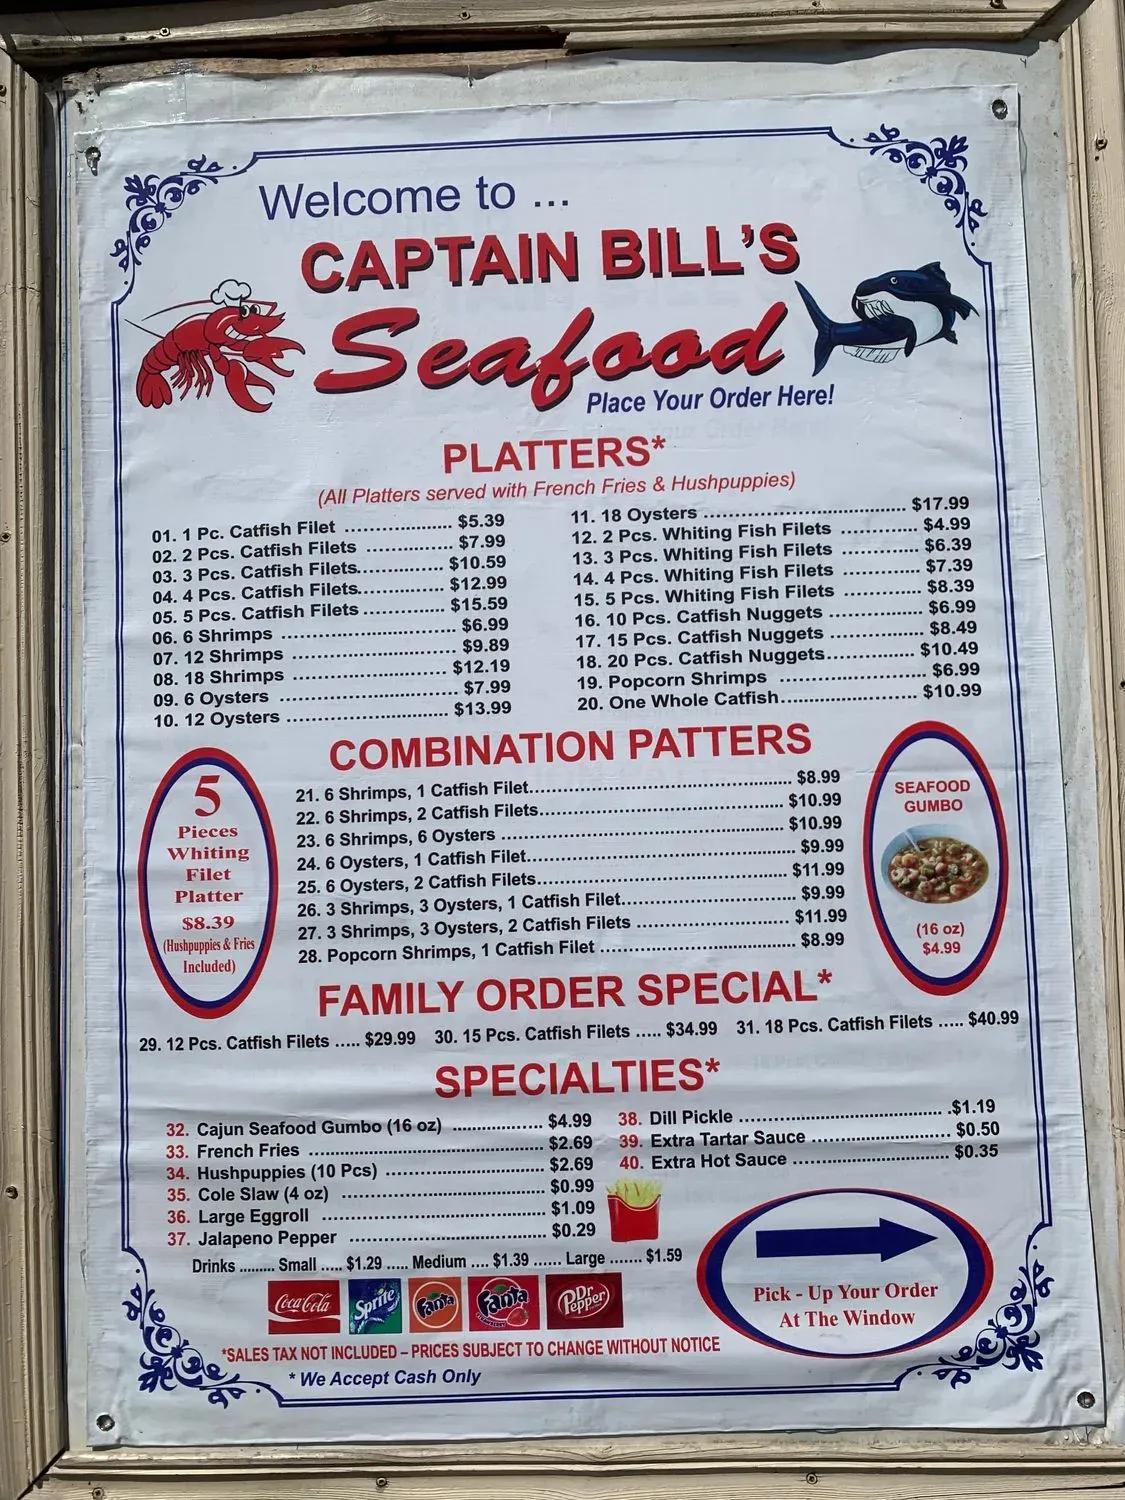 Welcome to ...
CAPTAIN BILL'S
Seafood
Place Your Order Here!
PLATTERS*
(All Platters served with French Fries & Hushpuppies)
01. 1 Pc. Catfish Filet .................... $5.39
02. 2 Pcs. Catfish Filets ................ $7.99
03. 3 Pcs. Catfish Filets................ $10.59
04. 4 Pcs. Catfish Filets................ $12.99
05. 5 Pcs. Catfish Filets ................ $15.59
06. 6 Shrimps ................................ $6.99
07. 12 Shrimps .............................. $9.89
08. 18 Shrimps ............................ $12.19
09. 6 Oysters .................................. $7.99
10. 12 Oysters .............................. $13.99
11. 18 Oysters ...................................... $17.99
12. 2 Pcs. Whiting Fish Filets .............. $4.99
13. 3 Pcs. Whiting Fish Filets .............. $6.39
14. 4 Pcs. Whiting Fish Filets .............. $7.39
15. 5 Pcs. Whiting Fish Filets .............. $8.39
16. 10 Pcs. Catfish Nuggets .................. $6.99
17. 15 Pcs. Catfish Nuggets .................. $8.49
18. 20 Pcs. Catfish Nuggets................ $10.49
19. Popcorn Shrimps ............................ $6.99
20. One Whole Catfish......................... $10.99
COMBINATION PATTERS
21. 6 Shrimps, 1 Catfish Filet................................................. $8.99
22. 6 Shrimps, 2 Catfish Filets.............................................. $10.99
23. 6 Shrimps, 6 Oysters ...................................................... $10.99
24. 6 Oysters, 1 Catfish Filet................................................... $9.99
25. 6 Oysters, 2 Catfish Filets................................................ $11.99
26. 3 Shrimps, 3 Oysters, 1 Catfish Filet................................ $9.99
27. 3 Shrimps, 3 Oysters, 2 Catfish Filets ............................. $11.99
28. Popcorn Shrimps, 1 Catfish Filet ..................................... $8.99
5
Pieces
Whiting
Filet
Platter
$8.39
(Hushpuppies & Fries
Included)
SEAFOOD
GUMBO
(16 oz)
$4.99
FAMILY ORDER SPECIAL*
29. 12 Pcs. Catfish Filets ..... $29.99 30. 15 Pcs. Catfish Filets ..... $34.99 31. 18 Pcs. Catfish Filets ..... $40.99
SPECIALTIES*
32. Cajun Seafood Gumbo (16 oz) .................. $4.99
33. French Fries ................................................ $2.69
34. Hushpuppies (10 Pcs) ................................ $2.69
35. Cole Slaw (4 oz) ......................................... $0.99
36. Large Eggroll .............................................. $1.09
37. Jalapeno Pepper ........................................ $0.29
38. Dill Pickle ......................................... .$1.19
39. Extra Tartar Sauce ............................ $0.50
40. Extra Hot Sauce ............................... $0.35
Drinks ......... Small ..... $1.29 ..... Medium .... $1.39 ...... Large ....... $1.59
Coca-Cola Sprite Fanta Fanta Dr Pepper
STRAWBERRY
Pick - Up Your Order
At The Window
*SALES TAX NOT INCLUDED – PRICES SUBJECT TO CHANGE WITHOUT NOTICE
* We Accept Cash Only